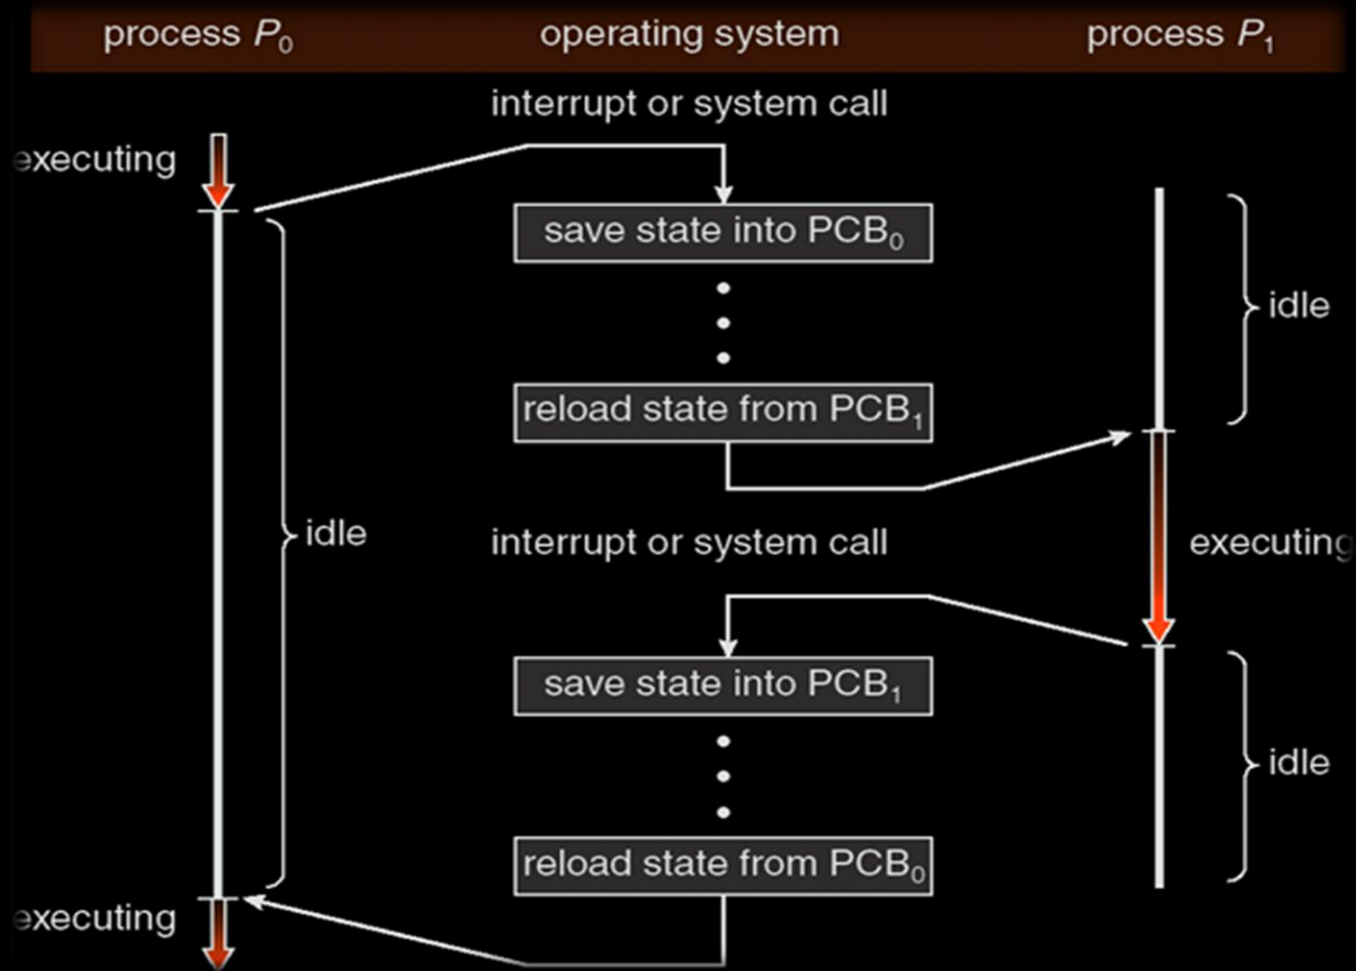 process P₀ operating system process P₁
interrupt or system call
executing
save state into PCB₀
idle
reload state from PCB₁
idle
interrupt or system call
executing
save state into PCB₁
idle
reload state from PCB₀
executing